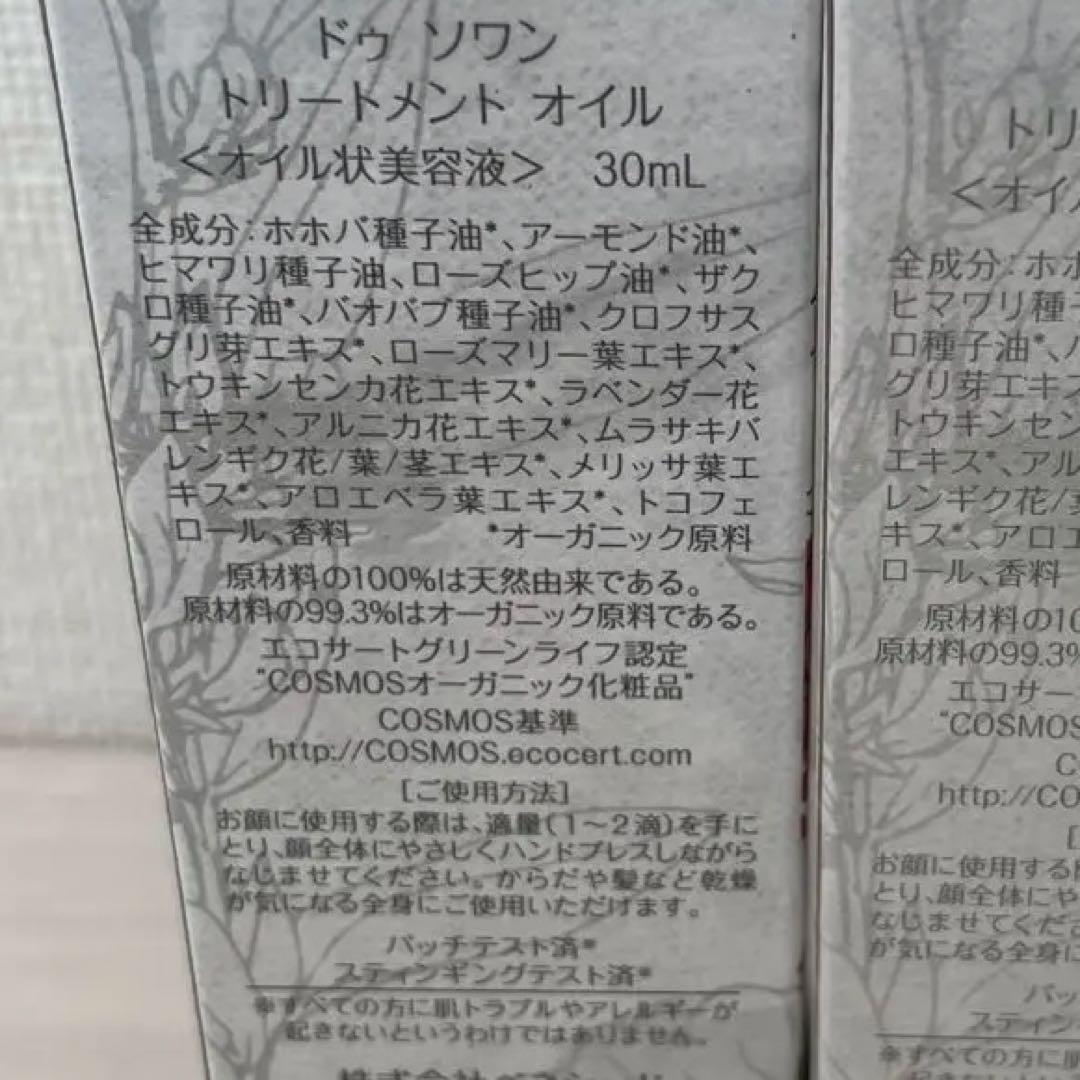 ドゥ ソワン
トリートメント オイル
<オイル状美容液> 30mL
全成分:ホホバ種子油*、アーモンド油*、
ヒマワリ種子油、ローズヒップ油*、ザク
ロ種子油*、バオバブ種子油*、クロフサス
グリ芽エキス*、ローズマリー葉エキス*、
トウキンセンカ花エキス*、ラベンダー花
エキス*、アルニカ花エキス*、ムラサキバ
レンギク花/葉/茎エキス*、メリッサ葉エ
キス*、アロエベラ葉エキス*、トコフェ
ロール、香料 *オーガニック原料
原材料の100%は天然由来である。
原材料の99.3%はオーガニック原料である。
エコサートグリーンライフ認定
"COSMOSオーガニック化粧品"
COSMOS基準
http://COSMOS.ecocert.com
[ご使用方法]
お顔に使用する際は、適量(1~2滴)を手に
とり、顔全体にやさしくハンドプレスしながら
なじませてください。からだや髪など乾燥
が気になる全身にご使用いただけます。
パッチテスト済※
スティンギングテスト済※
※すべての方に肌トラブルやアレルギーが
起きないというわけではありません。
トリ
<オイ
全成分:ホホ
ヒマワリ種
ロ種子油*、
グリ芽エキス
トウキンセン
エキス*、アル
レンギク花/
キス*、アロエ
ロール、香料
原材料の10
原材料の99.3%
エコサー
"COSMOS
http://CO
お顔に使用する
とり、顔全体にや
なじませてくださ
が気になる全身に
パッ
スティン
※すべての方に